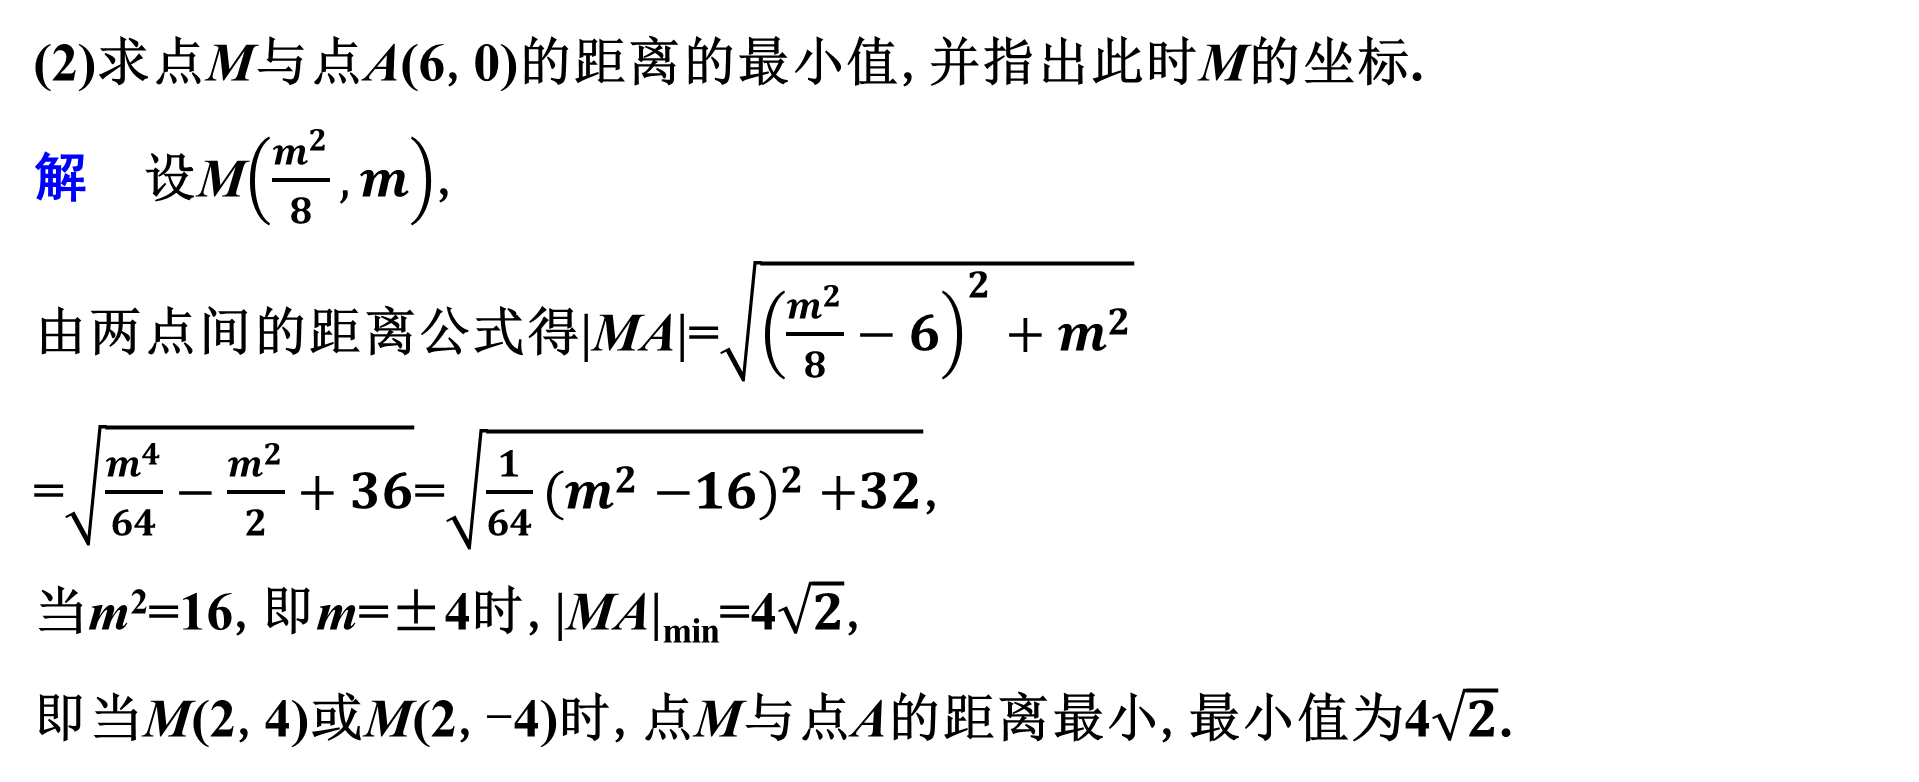 (2)求点M与点A(6, 0)的距离的最小值, 并指出此时M的坐标.
解 设M(m²/8, m),
由两点间的距离公式得|MA|=√((m²/8 − 6)² + m²)
=√(m⁴/64 − m²/2 + 36)=√(1/64 (m² −16)² +32),
当m²=16, 即m=±4时, |MA|min=4√2,
即当M(2, 4)或M(2, −4)时, 点M与点A的距离最小, 最小值为4√2.